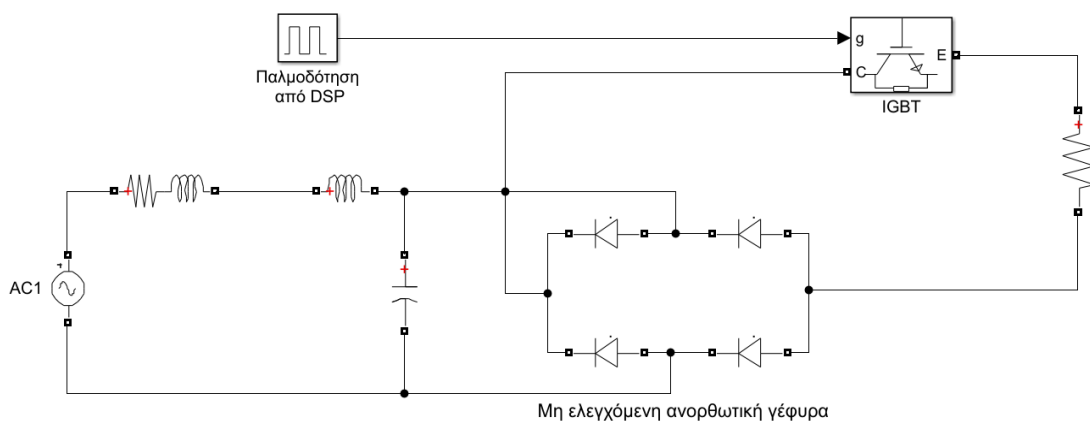 Παλμοδότηση
από DSP
g
C
E
IGBT
AC1
Μη ελεγχόμενη ανορθωτική γέφυρα